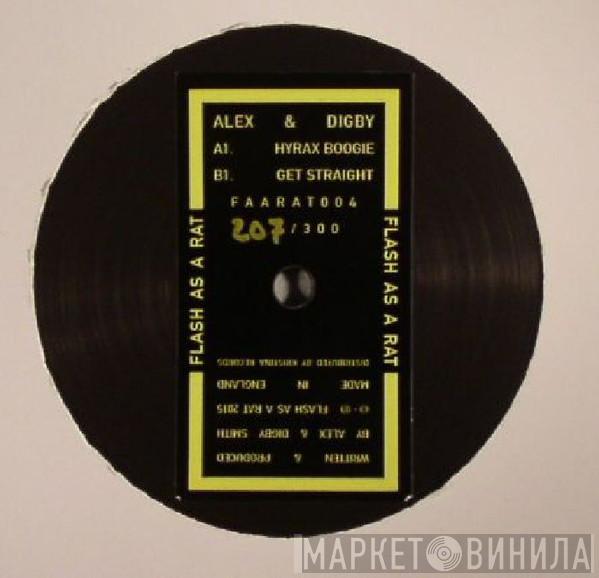 ALEX & DIGBY
A1. HYRAX BOOGIE
B1. GET STRAIGHT
FAARAT004
207/300
FLASH AS A RAT
FLASH AS A RAT
WRITTEN & PRODUCED
BY ALEX & DIGBY SMITH
©+℗ FLASH AS A RAT 2015
MADE IN ENGLAND
DISTRIBUTED BY KRISTINA RECORDS
МАРКЕТ ВИНИЛА